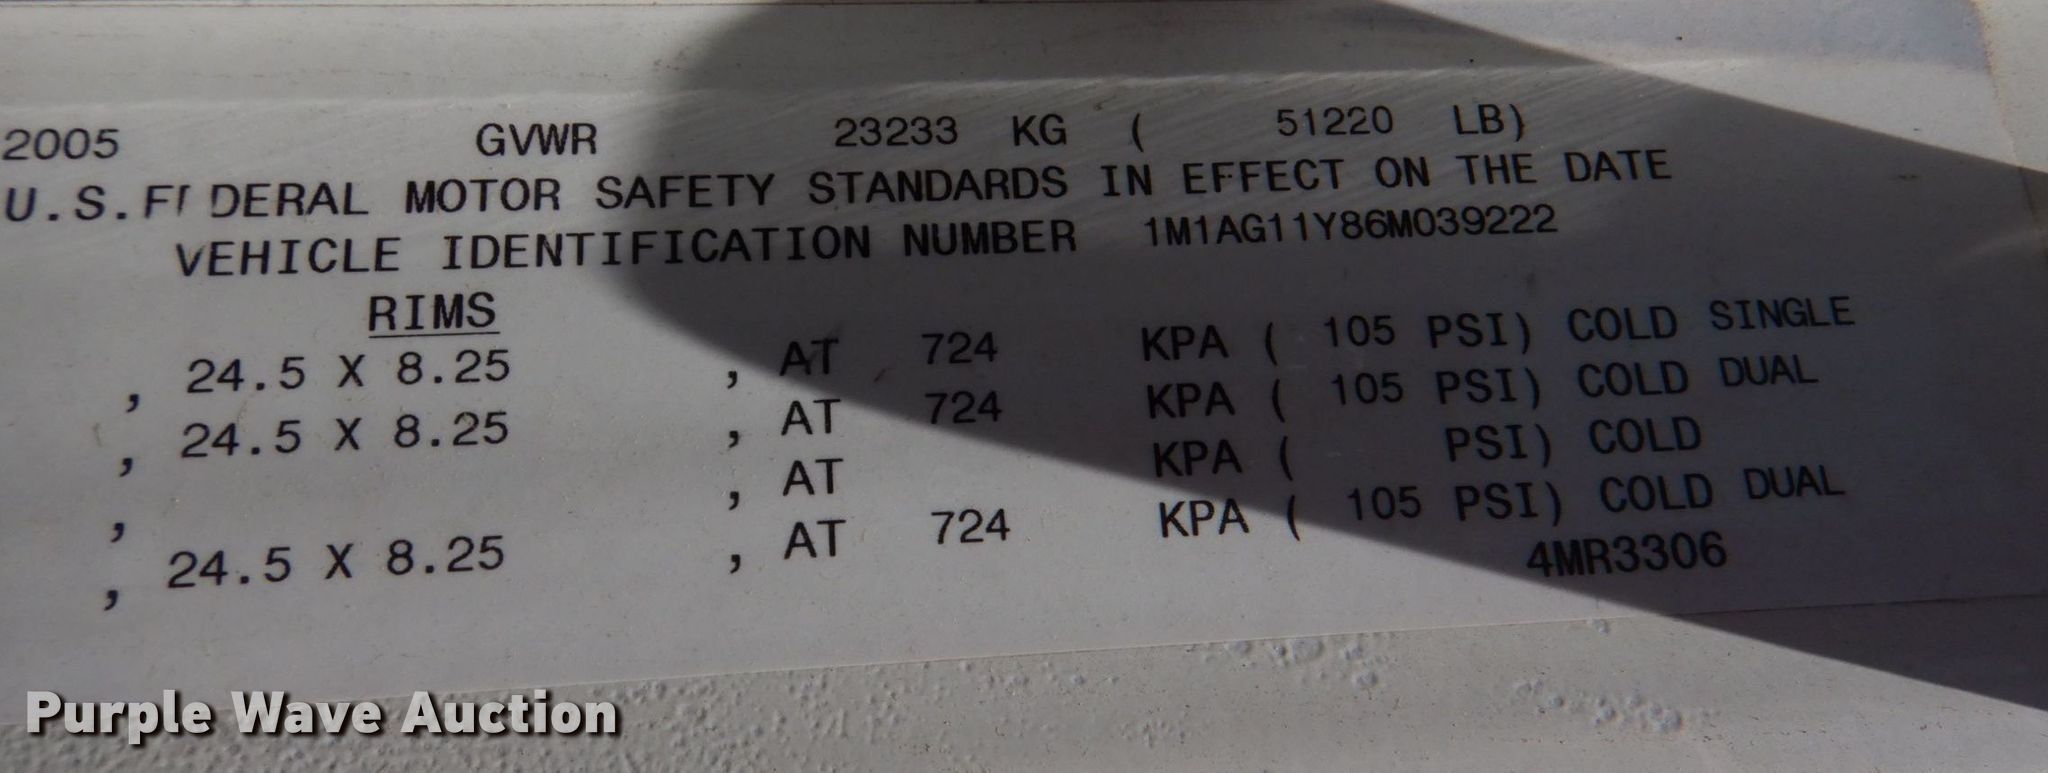 2005 GVWR 23233 KG ( 51220 LB)
U.S. FEDERAL MOTOR SAFETY STANDARDS IN EFFECT ON THE DATE
VEHICLE IDENTIFICATION NUMBER 1M1AG11Y86M039222
RIMS
, 24.5 X 8.25 , AT 724 KPA ( 105 PSI) COLD SINGLE
, 24.5 X 8.25 , AT 724 KPA ( 105 PSI) COLD DUAL
, , AT KPA ( PSI) COLD
, 24.5 X 8.25 , AT 724 KPA ( 105 PSI) COLD DUAL
4MR3306
Purple Wave Auction